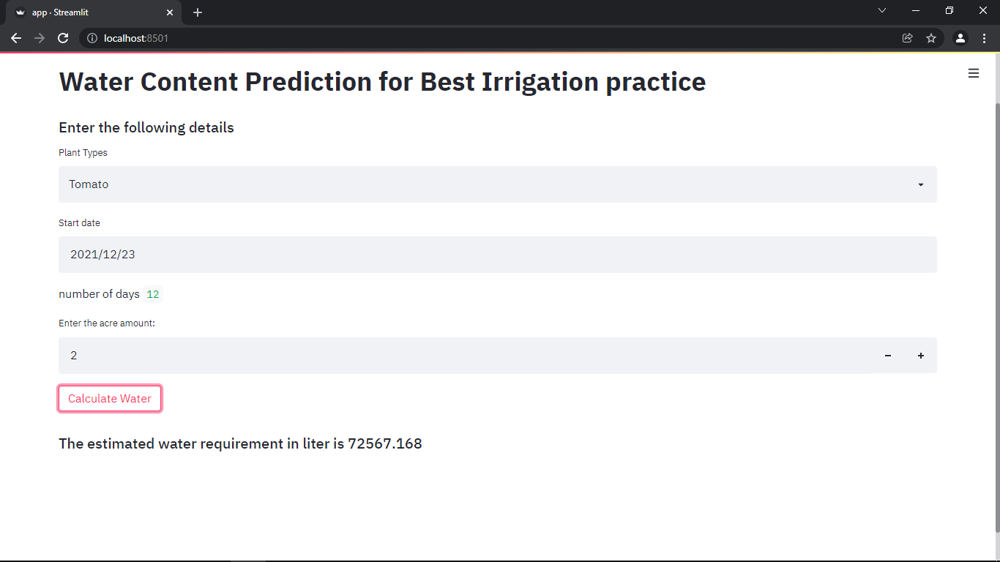 app · Streamlit
localhost:8501
Water Content Prediction for Best Irrigation practice
Enter the following details
Plant Types
Tomato
Start date
2021/12/23
number of days 12
Enter the acre amount:
2
Calculate Water
The estimated water requirement in liter is 72567.168